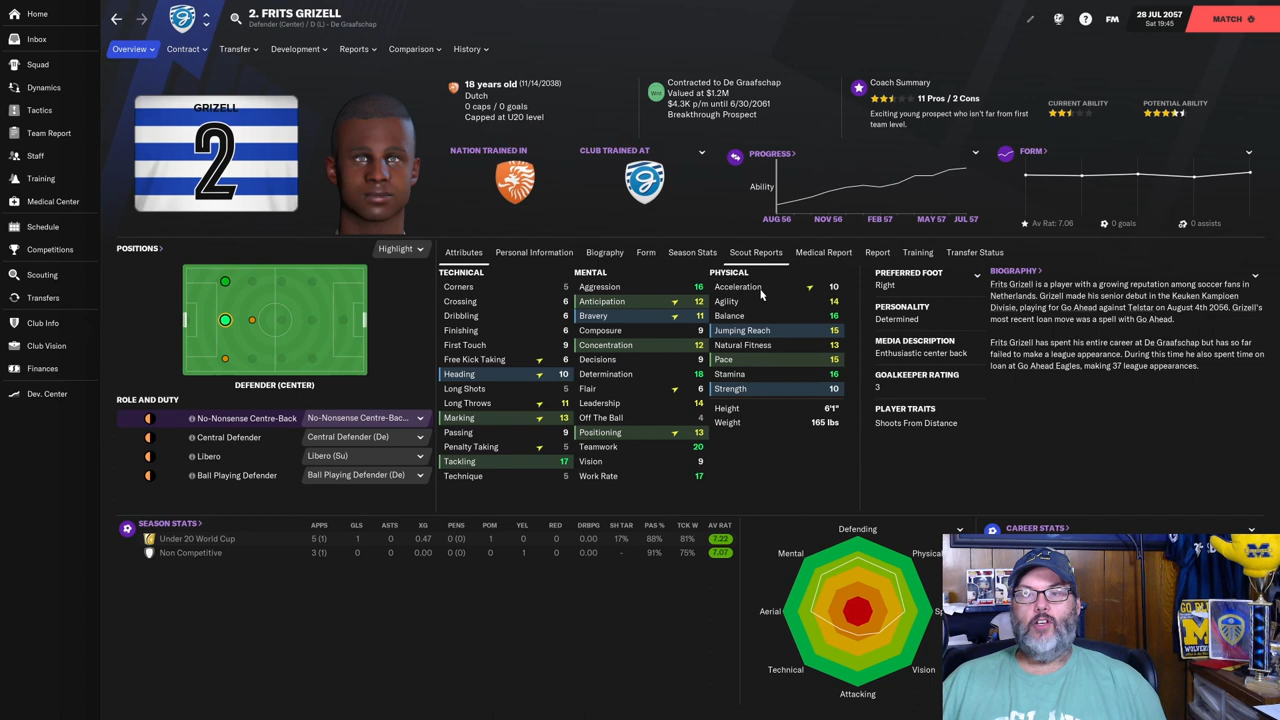 Home
Inbox
Squad
Dynamics
Tactics
Team Report
Staff
Training
Medical Center
Schedule
Competitions
Scouting
Transfers
Club Info
Club Vision
Finances
Dev. Center
2. FRITS GRIZELL
Defender (Center) / D (L) - De Graafschap
FM
28 JUL 2057
Sat 19:45
MATCH
Overview
Contract
Transfer
Development
Reports
Comparison
History
GRIZELL
2
18 years old (11/14/2038)
Dutch
0 caps / 0 goals
Capped at U20 level
Wnt
Contracted to De Graafschap
Valued at $1.2M
$4.3K p/m until 6/30/2061
Breakthrough Prospect
Coach Summary
11 Pros / 2 Cons
Exciting young prospect who isn't far from first
team level.
CURRENT ABILITY
POTENTIAL ABILITY
NATION TRAINED IN
CLUB TRAINED AT
PROGRESS>
Ability
AUG 56 NOV 56 FEB 57 MAY 57 JUL 57
FORM>
Av Rat: 7.06
0 goals
0 assists
POSITIONS>
Highlight
DEFENDER (CENTER)
ROLE AND DUTY
No-Nonsense Centre-Back No-Nonsense Centre-Bac...
Central Defender Central Defender (De)
Libero Libero (Su)
Ball Playing Defender Ball Playing Defender (De)
Attributes
Personal Information
Biography
Form
Season Stats
Scout Reports
Medical Report
Report
Training
Transfer Status
TECHNICAL
Corners 5
Crossing 6
Dribbling 6
Finishing 6
First Touch 9
Free Kick Taking 6
Heading 10
Long Shots 5
Long Throws 11
Marking 13
Passing 9
Penalty Taking 5
Tackling 17
Technique 5
MENTAL
Aggression 16
Anticipation 12
Bravery 11
Composure 9
Concentration 12
Decisions 9
Determination 18
Flair 6
Leadership 14
Off The Ball 4
Positioning 13
Teamwork 20
Vision 9
Work Rate 17
PHYSICAL
Acceleration 10
Agility 14
Balance 16
Jumping Reach 15
Natural Fitness 13
Pace 15
Stamina 16
Strength 10
Height 6'1"
Weight 165 lbs
PREFERRED FOOT
Right
PERSONALITY
Determined
MEDIA DESCRIPTION
Enthusiastic center back
GOALKEEPER RATING
3
PLAYER TRAITS
Shoots From Distance
BIOGRAPHY>
Frits Grizell is a player with a growing reputation among soccer fans in
Netherlands. Grizell made his senior debut in the Keuken Kampioen
Divisie, playing for Go Ahead against Telstar on August 4th 2056. Grizell's
most recent loan move was a spell with Go Ahead.
Frits Grizell has spent his entire career at De Graafschap but has so far
failed to make a league appearance. During this time he also spent time on
loan at Go Ahead Eagles, making 37 league appearances.
SEASON STATS> APPS GLS ASTS XG PENS POM YEL RED DRBPG SH TAR PAS % TCK W AV RAT
Under 20 World Cup 5 (1) 1 0 0.47 0 (0) 1 0 0 0.00 17% 88% 81% 7.22
Non Competitive 3 (1) 0 0 0.00 0 (0) 0 1 0 0.00 - 91% 75% 7.07
Defending
Mental
Physical
Aerial
Technical
Vision
Attacking
CAREER STATS>
M